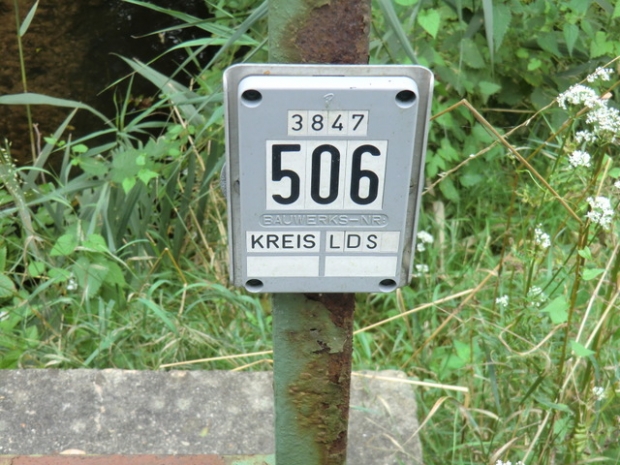 3847
506
BAUWERKS-NR
KREIS LDS